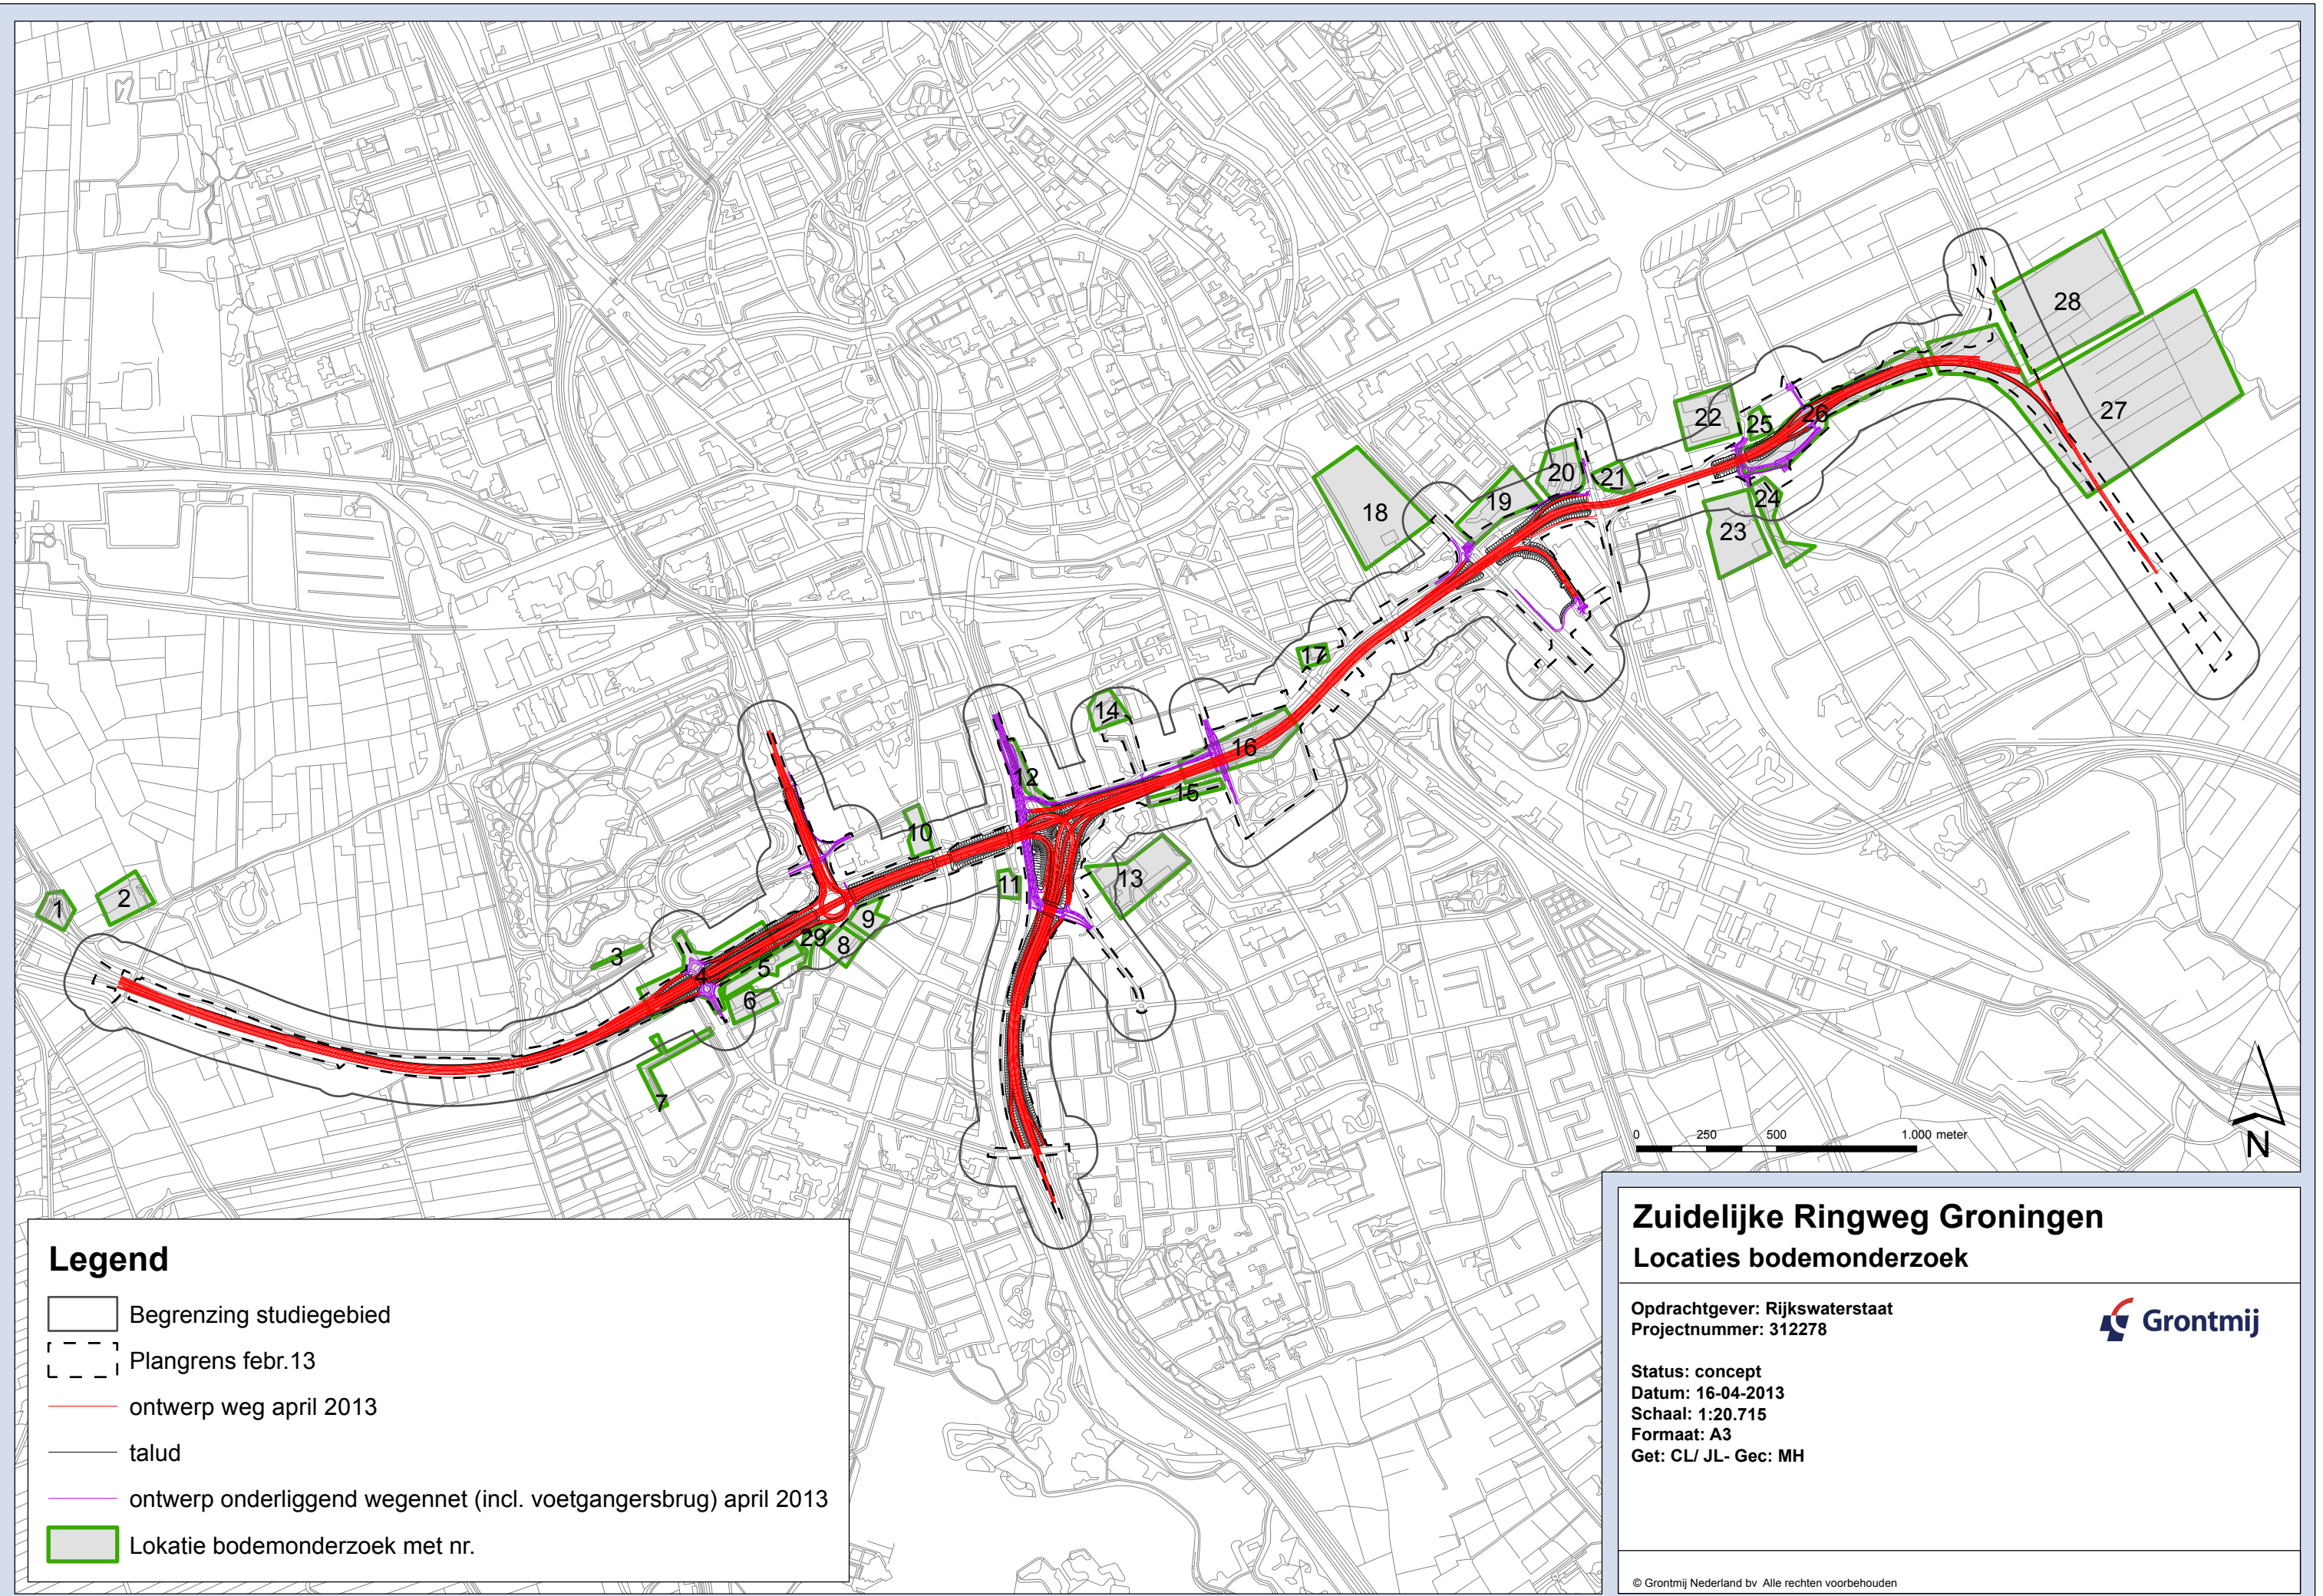 28
27
22
25
26
20
21
19
18
24
23
17
14
16
12
15
10
13
11
2
1
9
29
8
3
4
5
6
7
0 250 500 1.000 meter
N
Legend
Begrenzing studiegebied
Plangrens febr.13
ontwerp weg april 2013
talud
ontwerp onderliggend wegennet (incl. voetgangersbrug) april 2013
Lokatie bodemonderzoek met nr.
Zuidelijke Ringweg Groningen
Locaties bodemonderzoek
Opdrachtgever: Rijkswaterstaat
Projectnummer: 312278
Grontmij
Status: concept
Datum: 16-04-2013
Schaal: 1:20.715
Formaat: A3
Get: CL/ JL- Gec: MH
© Grontmij Nederland bv Alle rechten voorbehouden